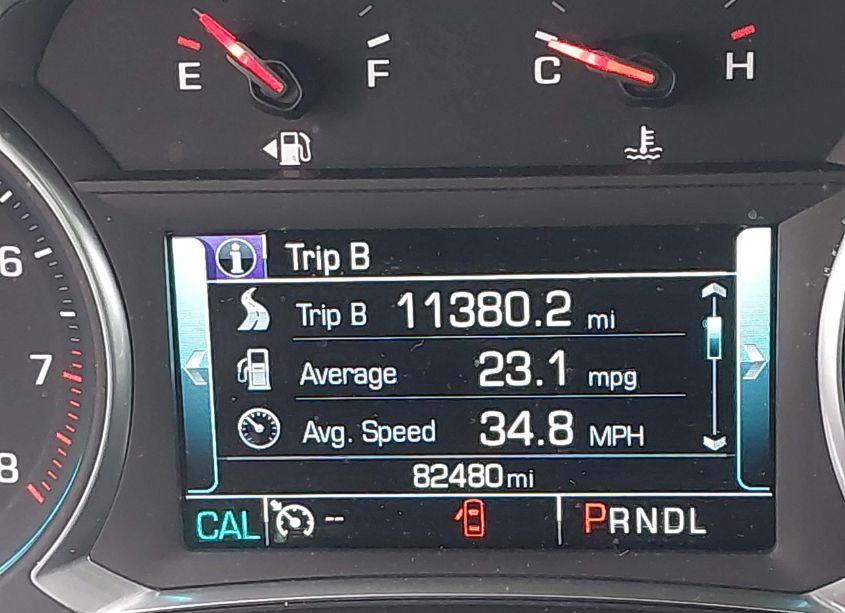 E F C H
6
7
8
i Trip B
Trip B 11380.2 mi
Average 23.1 mpg
Avg. Speed 34.8 MPH
82480 mi
CAL -- PRNDL